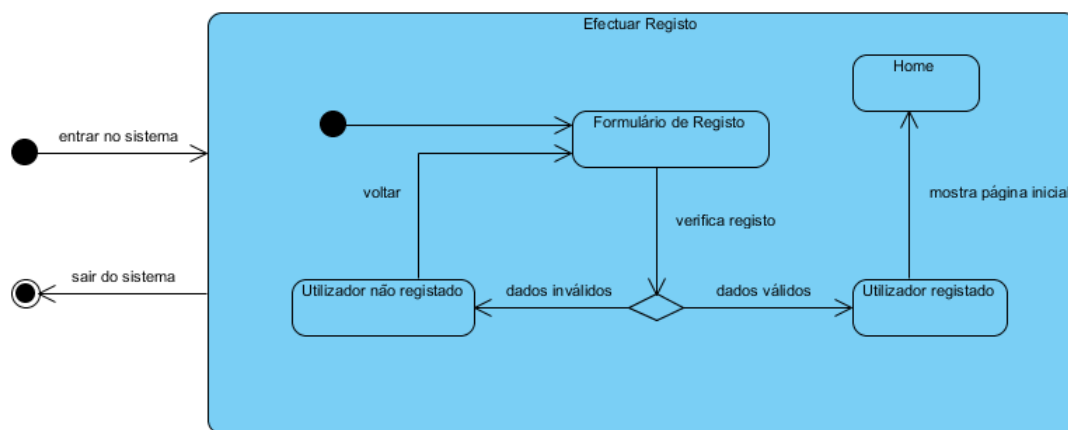 Efectuar Registo
Home
entrar no sistema
Formulário de Registo
voltar
mostra página inicial
verifica registo
sair do sistema
Utilizador não registado
dados inválidos
dados válidos
Utilizador registado